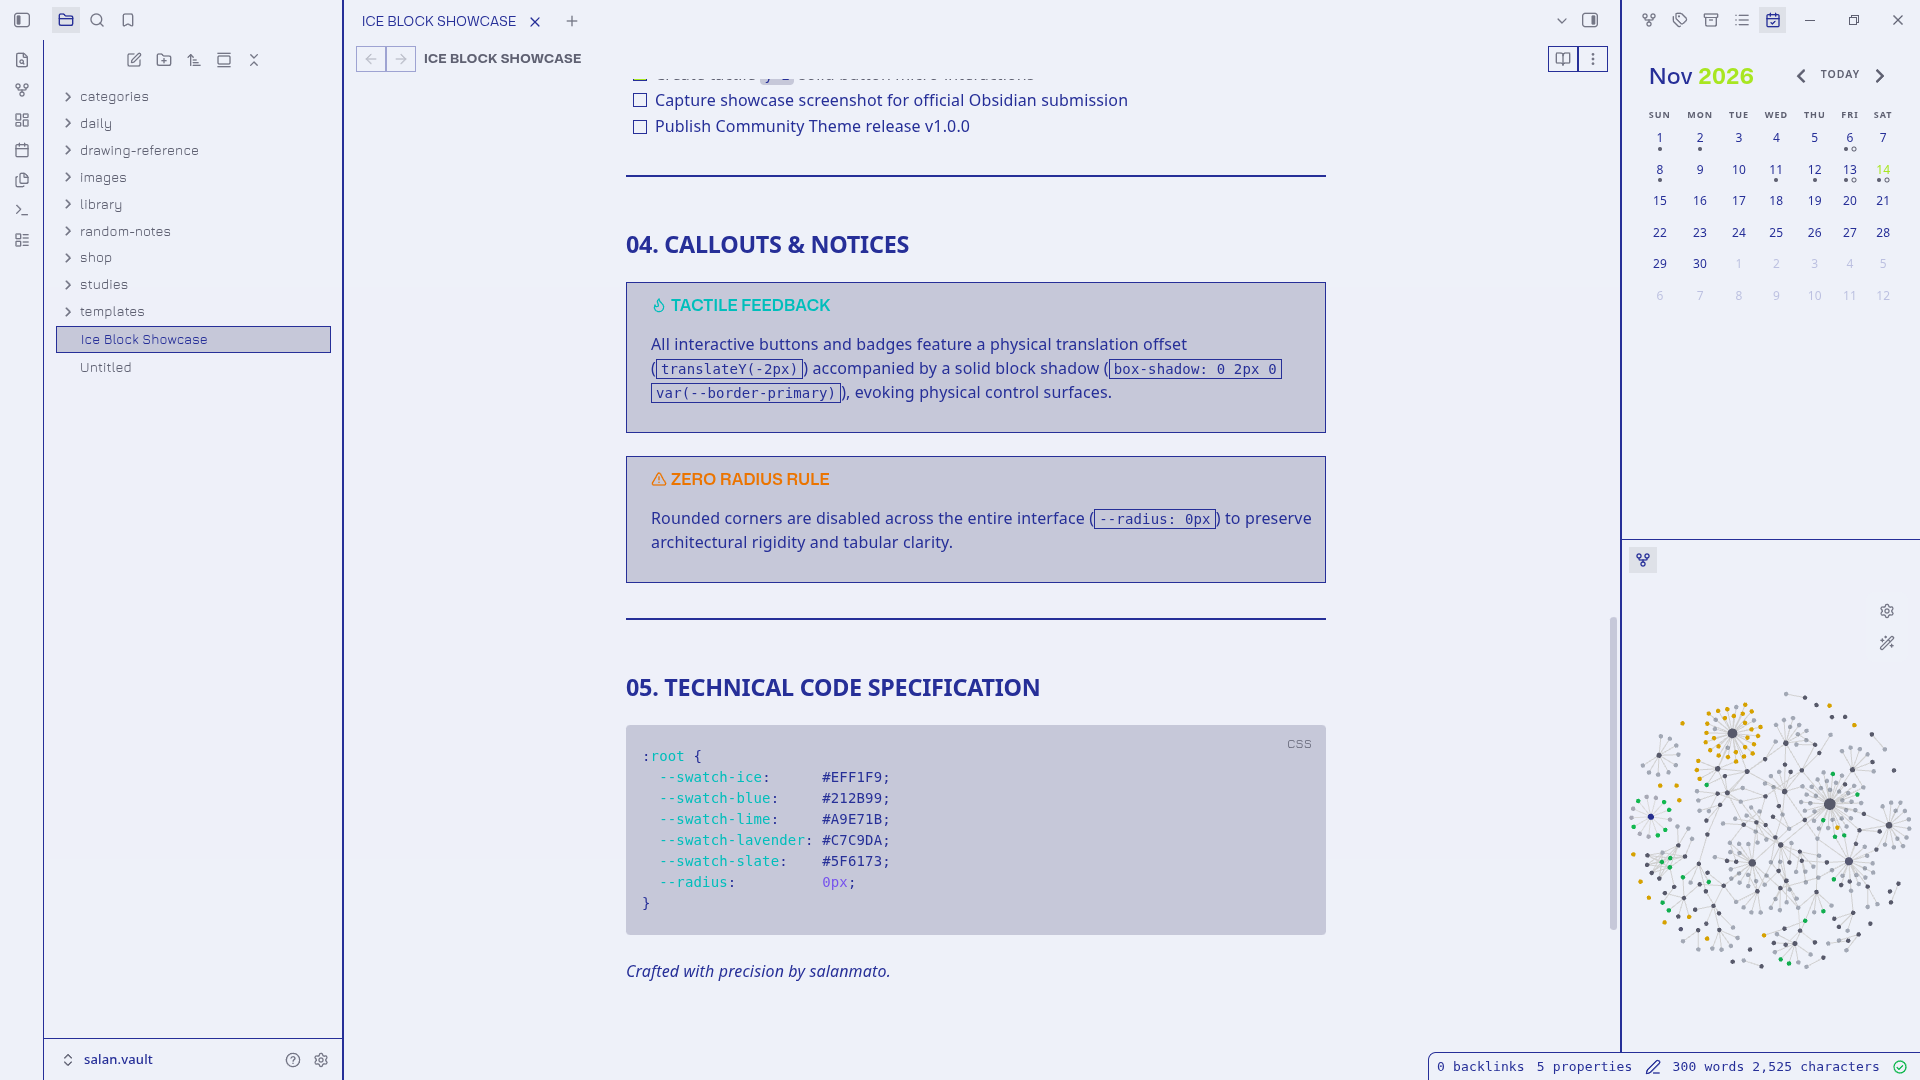 ICE BLOCK SHOWCASE
ICE BLOCK SHOWCASE
categories
daily
drawing-reference
images
library
random-notes
shop
studies
templates
Ice Block Showcase
Untitled
salan.vault
Capture showcase screenshot for official Obsidian submission
Publish Community Theme release v1.0.0
04. CALLOUTS & NOTICES
TACTILE FEEDBACK
All interactive buttons and badges feature a physical translation offset
(translateY(-2px)) accompanied by a solid block shadow (box-shadow: 0 2px 0
var(--border-primary)), evoking physical control surfaces.
ZERO RADIUS RULE
Rounded corners are disabled across the entire interface (--radius: 0px) to preserve
architectural rigidity and tabular clarity.
05. TECHNICAL CODE SPECIFICATION
CSS
:root {
--swatch-ice: #EFF1F9;
--swatch-blue: #212B99;
--swatch-lime: #A9E71B;
--swatch-lavender: #C7C9DA;
--swatch-slate: #5F6173;
--radius: 0px;
}
Crafted with precision by salanmato.
Nov 2026
TODAY
SUN MON TUE WED THU FRI SAT
1 2 3 4 5 6 7
8 9 10 11 12 13 14
15 16 17 18 19 20 21
22 23 24 25 26 27 28
29 30 1 2 3 4 5
6 7 8 9 10 11 12
0 backlinks 5 properties 300 words 2,525 characters